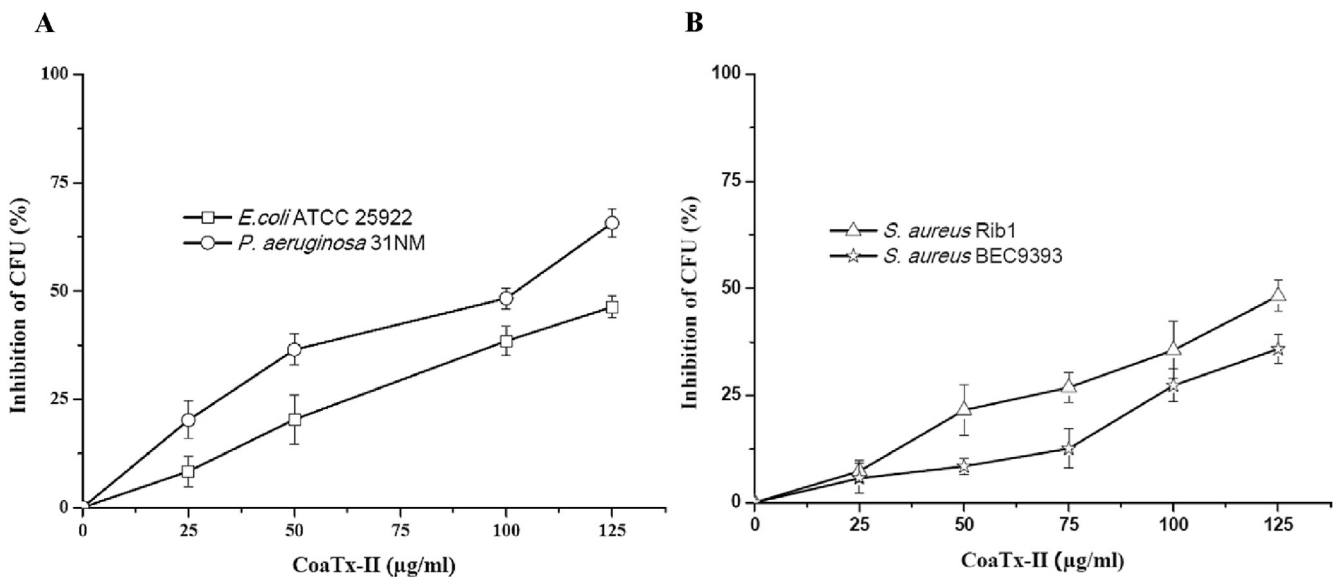 A
B
100
75
50
25
0
Inhibition of CFU (%)
E.coli ATCC 25922
P. aeruginosa 31NM
0
25
50
75
100
125
CoaTx-II (µg/ml)
100
75
50
25
0
Inhibition of CFU (%)
S. aureus Rib1
S. aureus BEC9393
0
25
50
75
100
125
CoaTx-II (µg/ml)